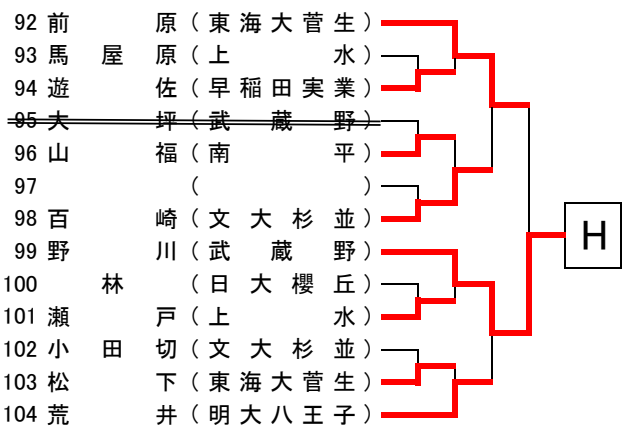 92 前原（東海大菅生）
93 馬屋原（上水）
94 遊佐（早稲田実業）
95 大坪（武蔵野）
96 山福（南平）
97 （ ）
98 百崎（文大杉並）
99 野川（武蔵野）
100 林（日大櫻丘）
101 瀬戸（上水）
102 小田切（文大杉並）
103 松下（東海大菅生）
104 荒井（明大八王子）
H